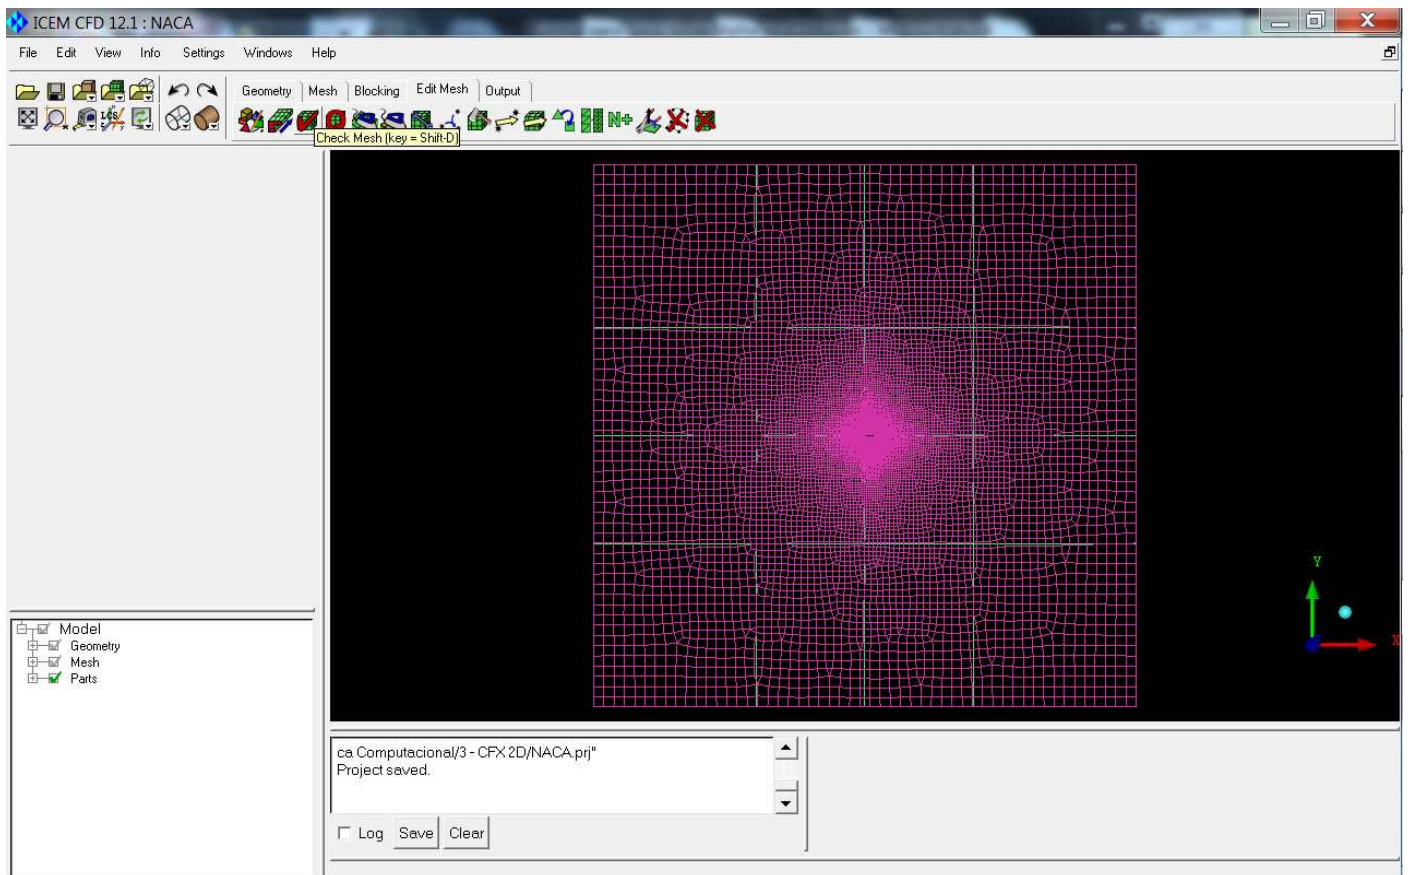 ICEM CFD 12.1 : NACA
File Edit View Info Settings Windows Help
Geometry Mesh Blocking Edit Mesh Output
LCS
N+
Check Mesh (key = Shift-D)
Y
X
Model
Geometry
Mesh
Parts
ca Computacional/3 - CFX 2D/NACA.prj"
Project saved.
Log Save Clear